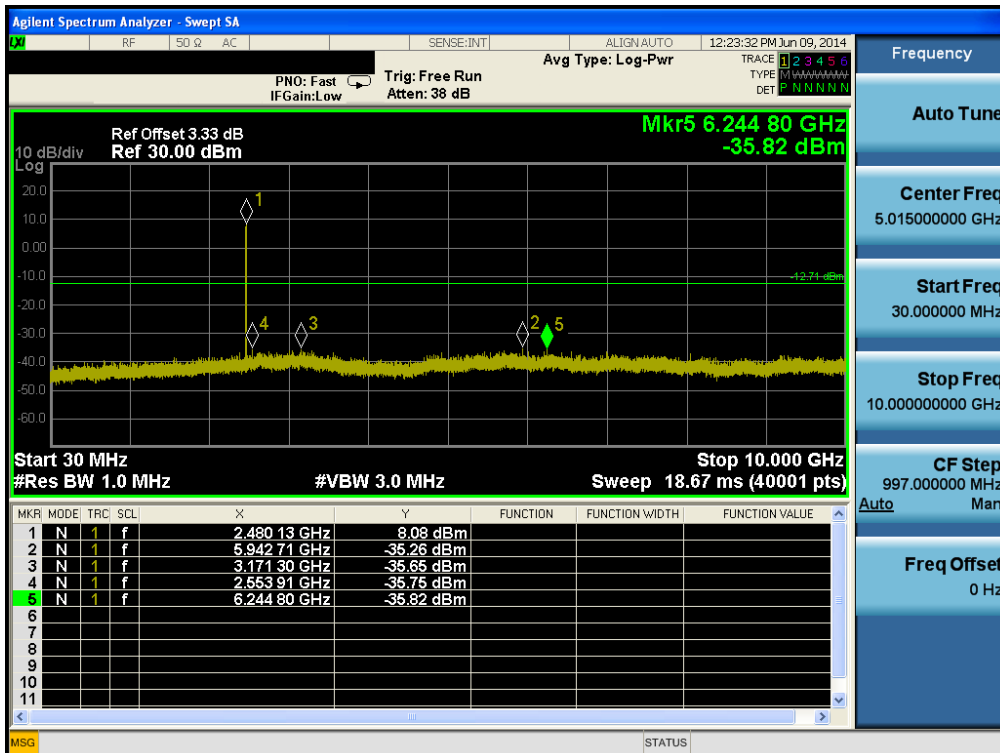 Agilent Spectrum Analyzer - Swept SA
LXI RF 50 Ω AC SENSE:INT ALIGN AUTO 12:23:32 PM Jun 09, 2014
Avg Type: Log-Pwr
TRACE 1 2 3 4 5 6
TYPE
DET P N N N N N
PNO: Fast
IFGain:Low
Trig: Free Run
Atten: 38 dB
Mkr5 6.244 80 GHz
-35.82 dBm
Ref Offset 3.33 dB
Ref 30.00 dBm
10 dB/div
Log
20.0
10.0
0.00
-10.0
-20.0
-30.0
-40.0
-50.0
-60.0
1
-12.71 dBm
4 3 2 5
Start 30 MHz
Stop 10.000 GHz
#Res BW 1.0 MHz
#VBW 3.0 MHz
Sweep 18.67 ms (40001 pts)
MKR MODE TRC SCL X Y FUNCTION FUNCTION WIDTH FUNCTION VALUE
1 N 1 f 2.480 13 GHz 8.08 dBm
2 N 1 f 5.942 71 GHz -35.26 dBm
3 N 1 f 3.171 30 GHz -35.65 dBm
4 N 1 f 2.553 91 GHz -35.75 dBm
5 N 1 f 6.244 80 GHz -35.82 dBm
6
7
8
9
10
11
MSG
STATUS
Frequency
Auto Tune
Center Freq
5.015000000 GHz
Start Freq
30.000000 MHz
Stop Freq
10.000000000 GHz
CF Step
997.000000 MHz
Auto Man
Freq Offset
0 Hz